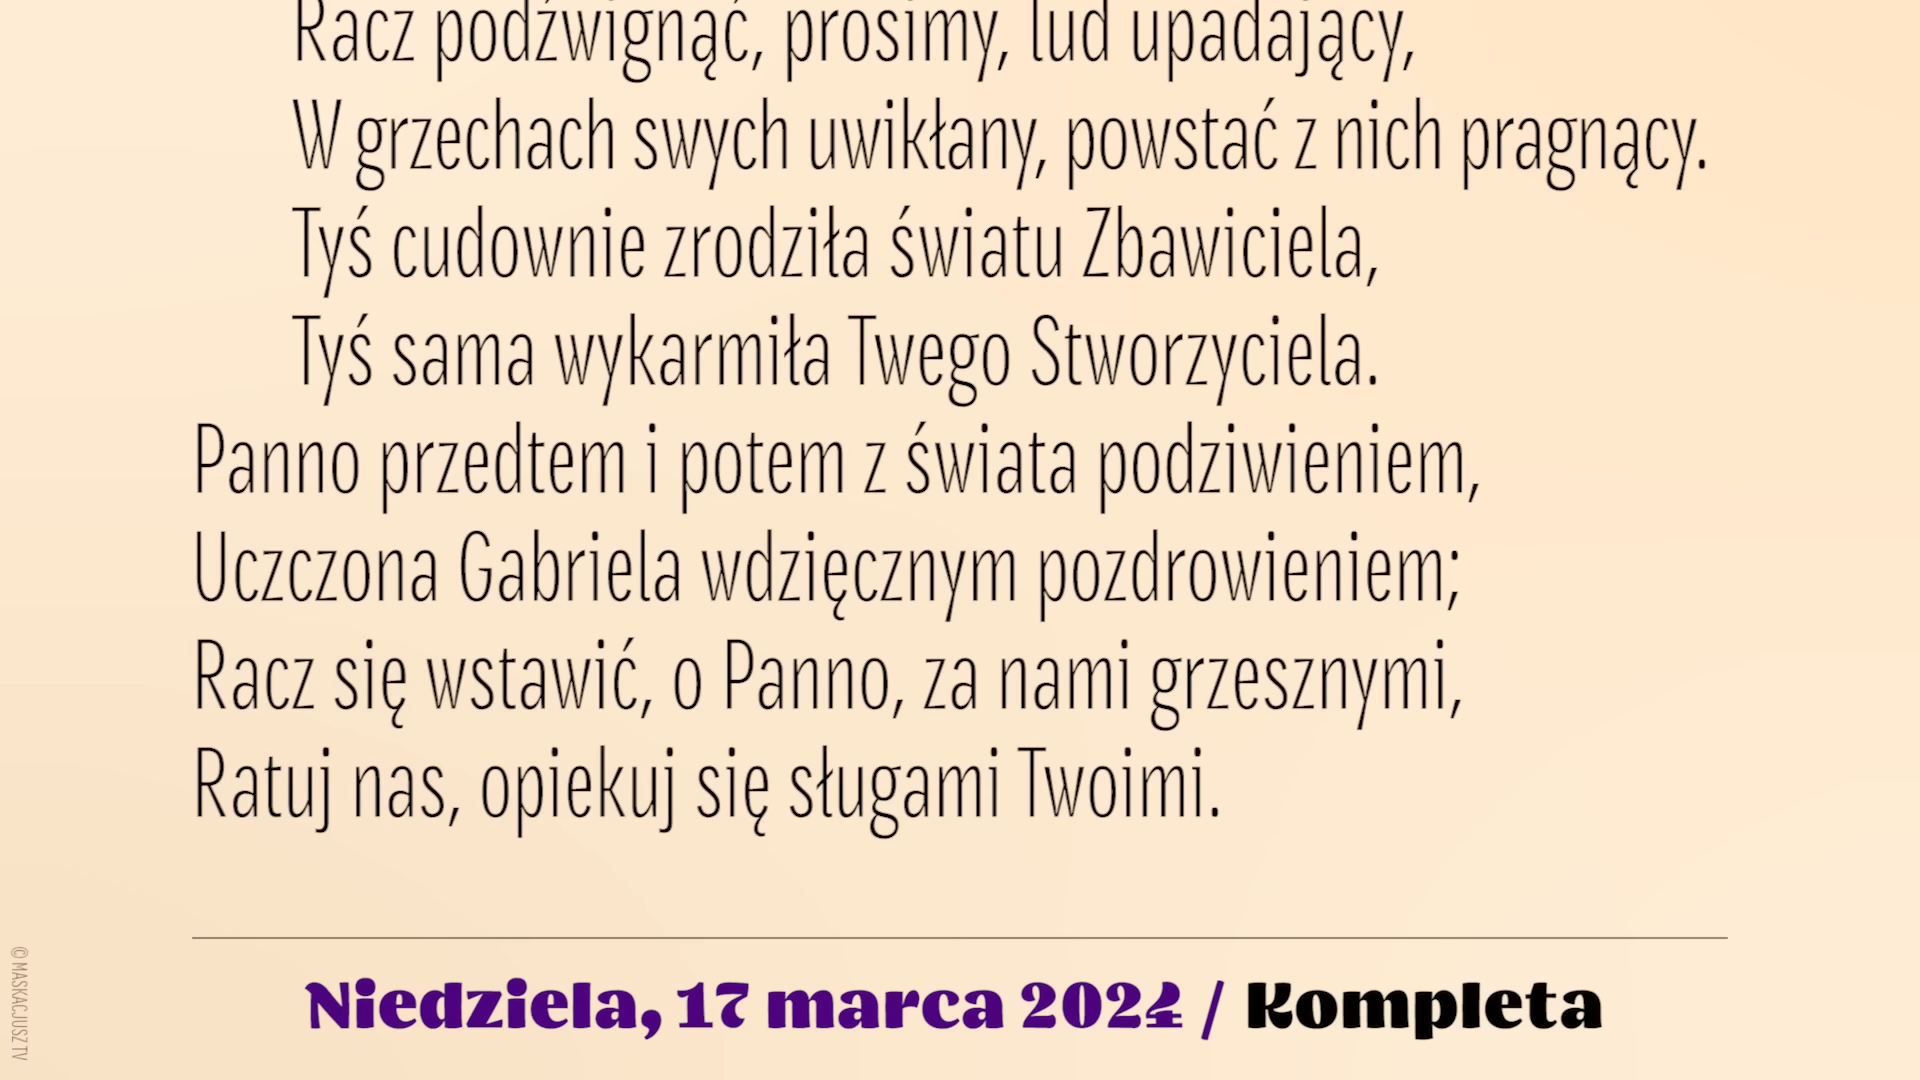 Racz podźwignąć, prosimy, lud upadający,
W grzechach swych uwikłany, powstać z nich pragnący.
Tyś cudownie zrodziła światu Zbawiciela,
Tyś sama wykarmiła Twego Stworzyciela.
Panno przedtem i potem z świata podziwieniem,
Uczczona Gabriela wdzięcznym pozdrowieniem;
Racz się wstawić, o Panno, za nami grzesznymi,
Ratuj nas, opiekuj się sługami Twoimi.
Niedziela, 17 marca 2024 / Kompleta
© MASKACJUSZ TV